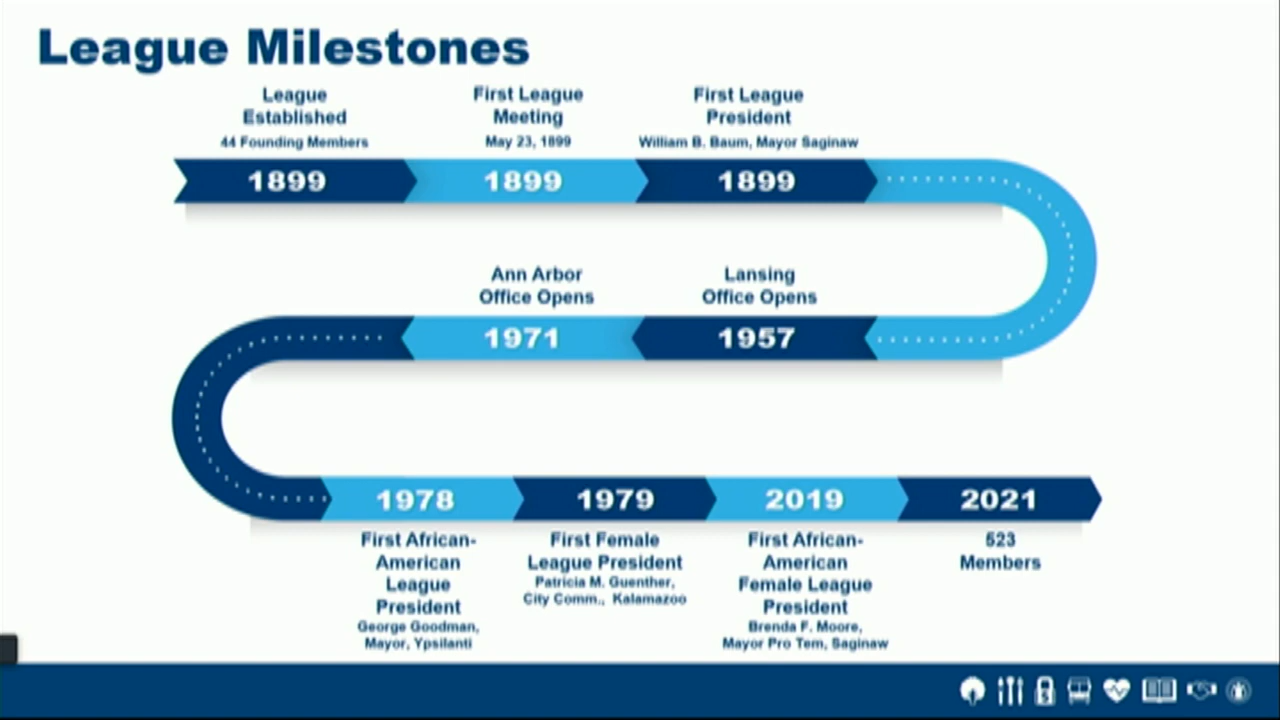 League Milestones
League
Established
44 Founding Members
First League
Meeting
May 23, 1899
First League
President
William B. Baum, Mayor Saginaw
1899
1899
1899
Ann Arbor
Office Opens
Lansing
Office Opens
1971
1957
1978
1979
2019
2021
First African-
American
League
President
George Goodman,
Mayor, Ypsilanti
First Female
League President
Patricia M. Guenther,
City Comm., Kalamazoo
First African-
American
Female League
President
Brenda F. Moore,
Mayor Pro Tem, Saginaw
523
Members